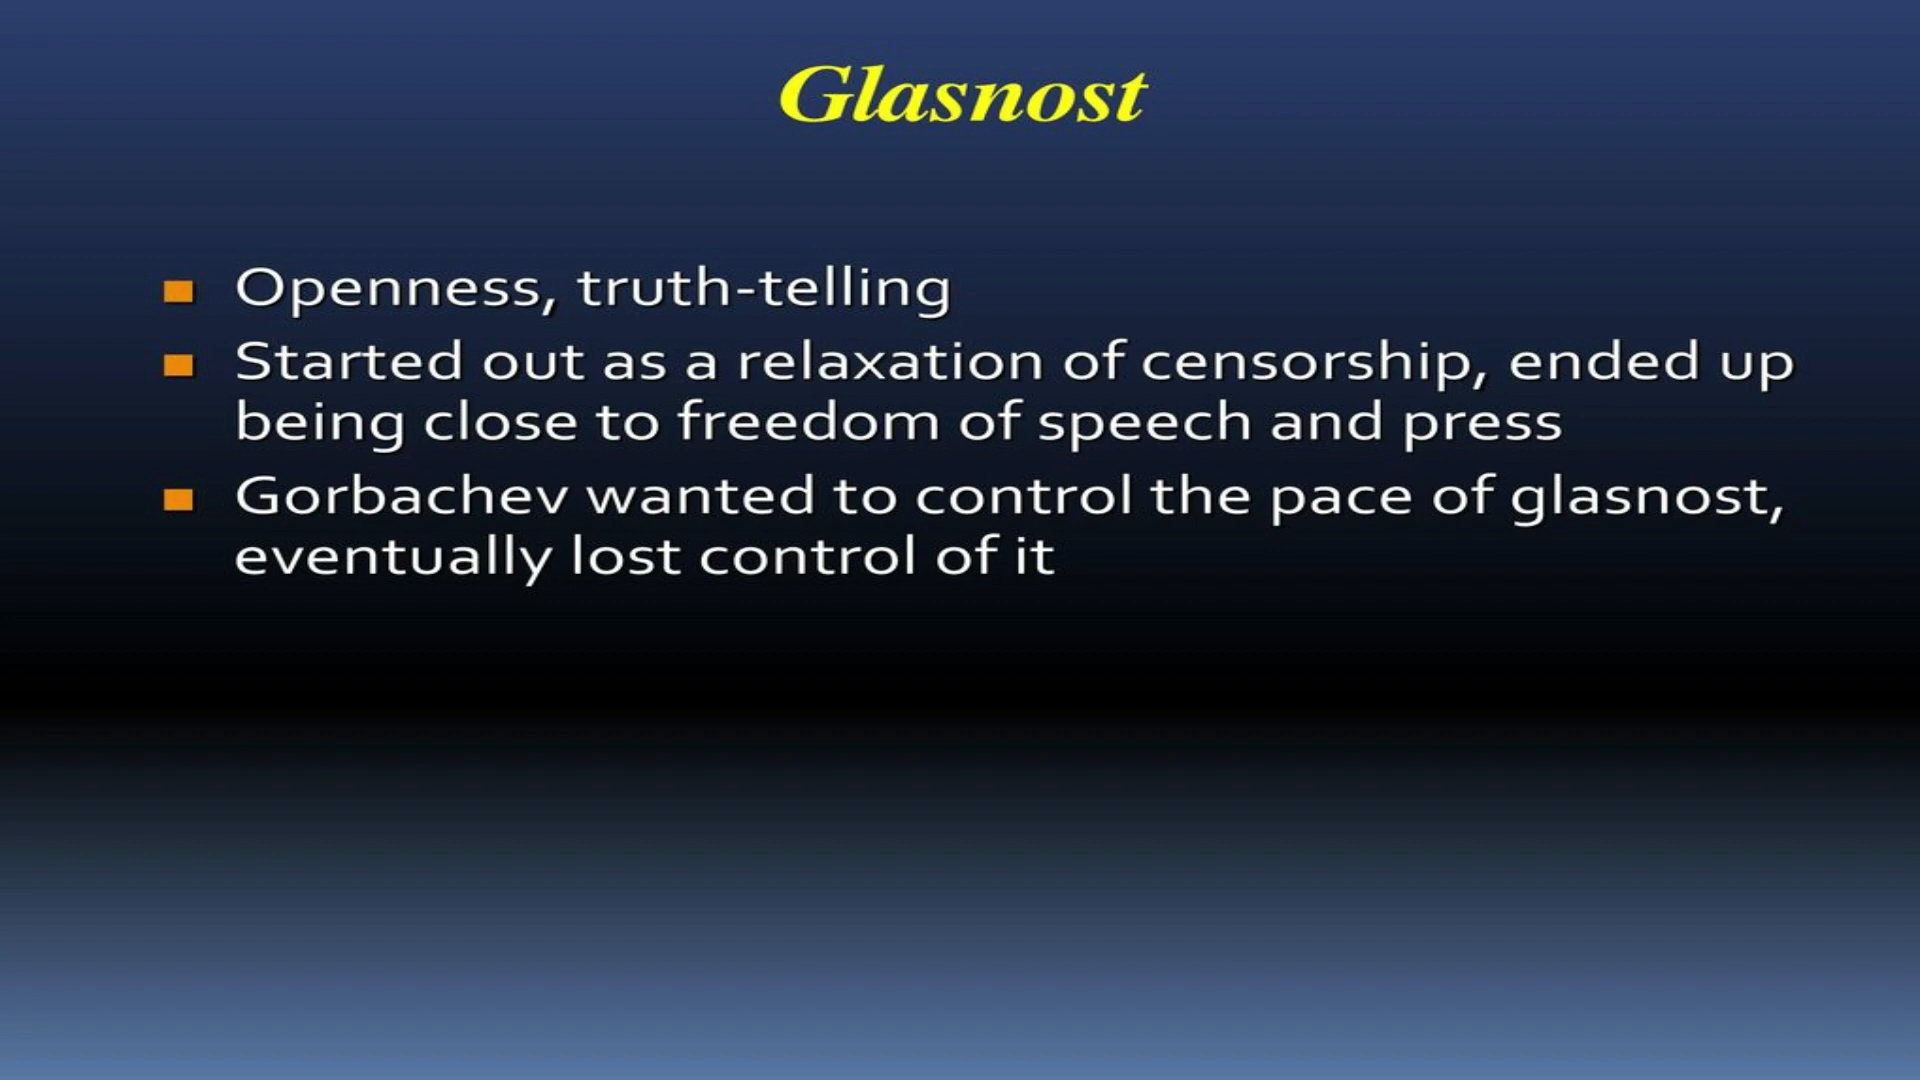 Glasnost
Openness, truth-telling
Started out as a relaxation of censorship, ended up
being close to freedom of speech and press
Gorbachev wanted to control the pace of glasnost,
eventually lost control of it